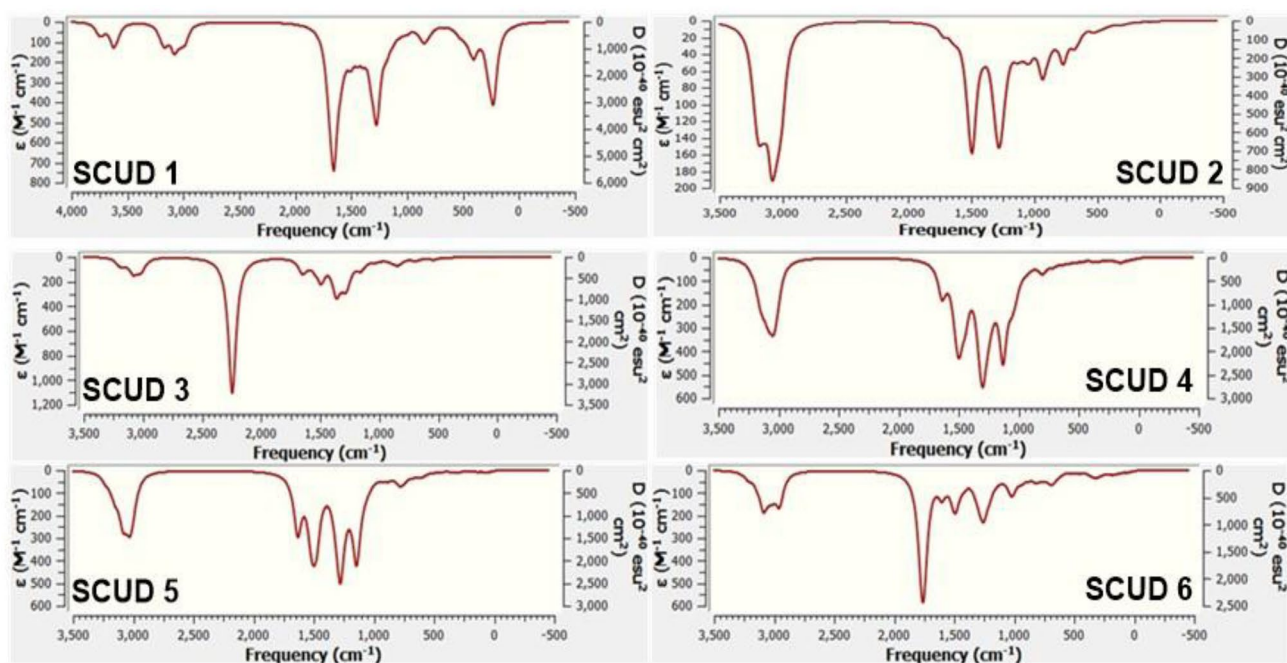 0
100
200
300
400
500
600
700
800
ε (M⁻¹ cm⁻¹)
0
1,000
2,000
3,000
4,000
5,000
6,000
D (10⁻⁴⁰ esu² cm²)
SCUD 1
4,000 3,500 3,000 2,500 2,000 1,500 1,000 500 0 -500
Frequency (cm⁻¹)
0
20
40
60
80
100
120
140
160
180
200
ε (M⁻¹ cm⁻¹)
0
100
200
300
400
500
600
700
800
900
D (10⁻⁴⁰ esu² cm²)
SCUD 2
3,500 3,000 2,500 2,000 1,500 1,000 500 0 -500
Frequency (cm⁻¹)
0
200
400
600
800
1,000
1,200
ε (M⁻¹ cm⁻¹)
0
500
1,000
1,500
2,000
2,500
3,000
3,500
D (10⁻⁴⁰ esu²
cm²)
SCUD 3
3,500 3,000 2,500 2,000 1,500 1,000 500 0 -500
Frequency (cm⁻¹)
0
100
200
300
400
500
600
ε (M⁻¹ cm⁻¹)
0
500
1,000
1,500
2,000
2,500
3,000
D (10⁻⁴⁰ esu²
cm²)
SCUD 4
3,500 3,000 2,500 2,000 1,500 1,000 500 0 -500
Frequency (cm⁻¹)
0
100
200
300
400
500
600
ε (M⁻¹ cm⁻¹)
0
500
1,000
1,500
2,000
2,500
3,000
D (10⁻⁴⁰ esu²
cm²)
SCUD 5
3,500 3,000 2,500 2,000 1,500 1,000 500 0 -500
Frequency (cm⁻¹)
0
100
200
300
400
500
600
ε (M⁻¹ cm⁻¹)
0
500
1,000
1,500
2,000
2,500
D (10⁻⁴⁰ esu²
cm²)
SCUD 6
3,500 3,000 2,500 2,000 1,500 1,000 500 0 -500
Frequency (cm⁻¹)